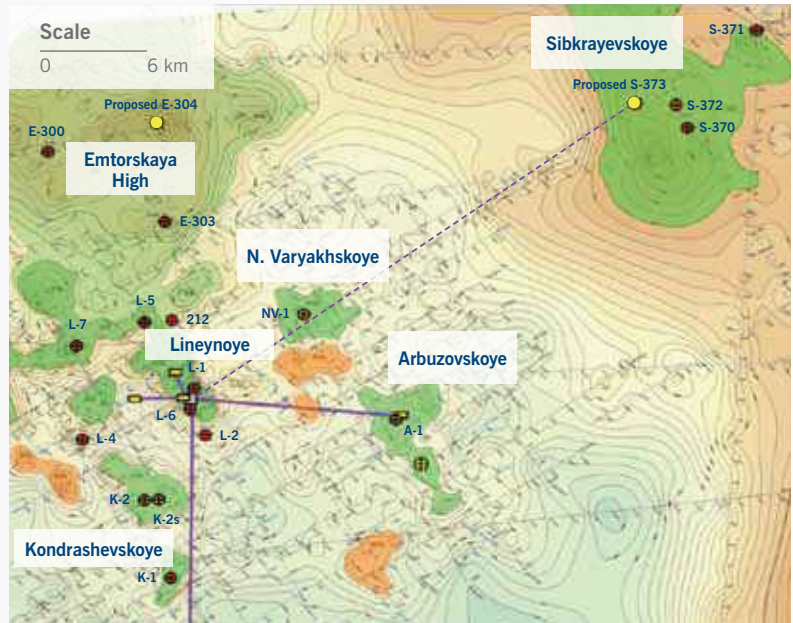 Scale
0 6 km
Sibkrayevskoye
S-371
Proposed S-373
S-372
S-370
Proposed E-304
E-300
Emtorskaya
High
E-303
N. Varyakhskoye
NV-1
L-5
212
L-7
Lineynoye
L-1
Arbuzovskoye
L-6
A-1
L-4
L-2
K-2
K-2s
Kondrashevskoye
K-1